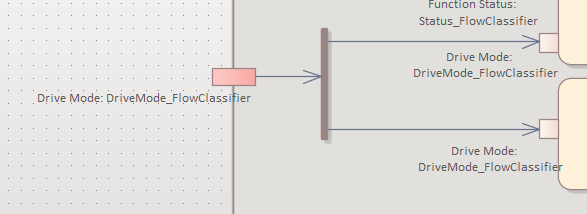 Function Status:
Status_FlowClassifier
Drive Mode:
DriveMode_FlowClassifier
Drive Mode: DriveMode_FlowClassifier
Drive Mode:
DriveMode_FlowClassifier